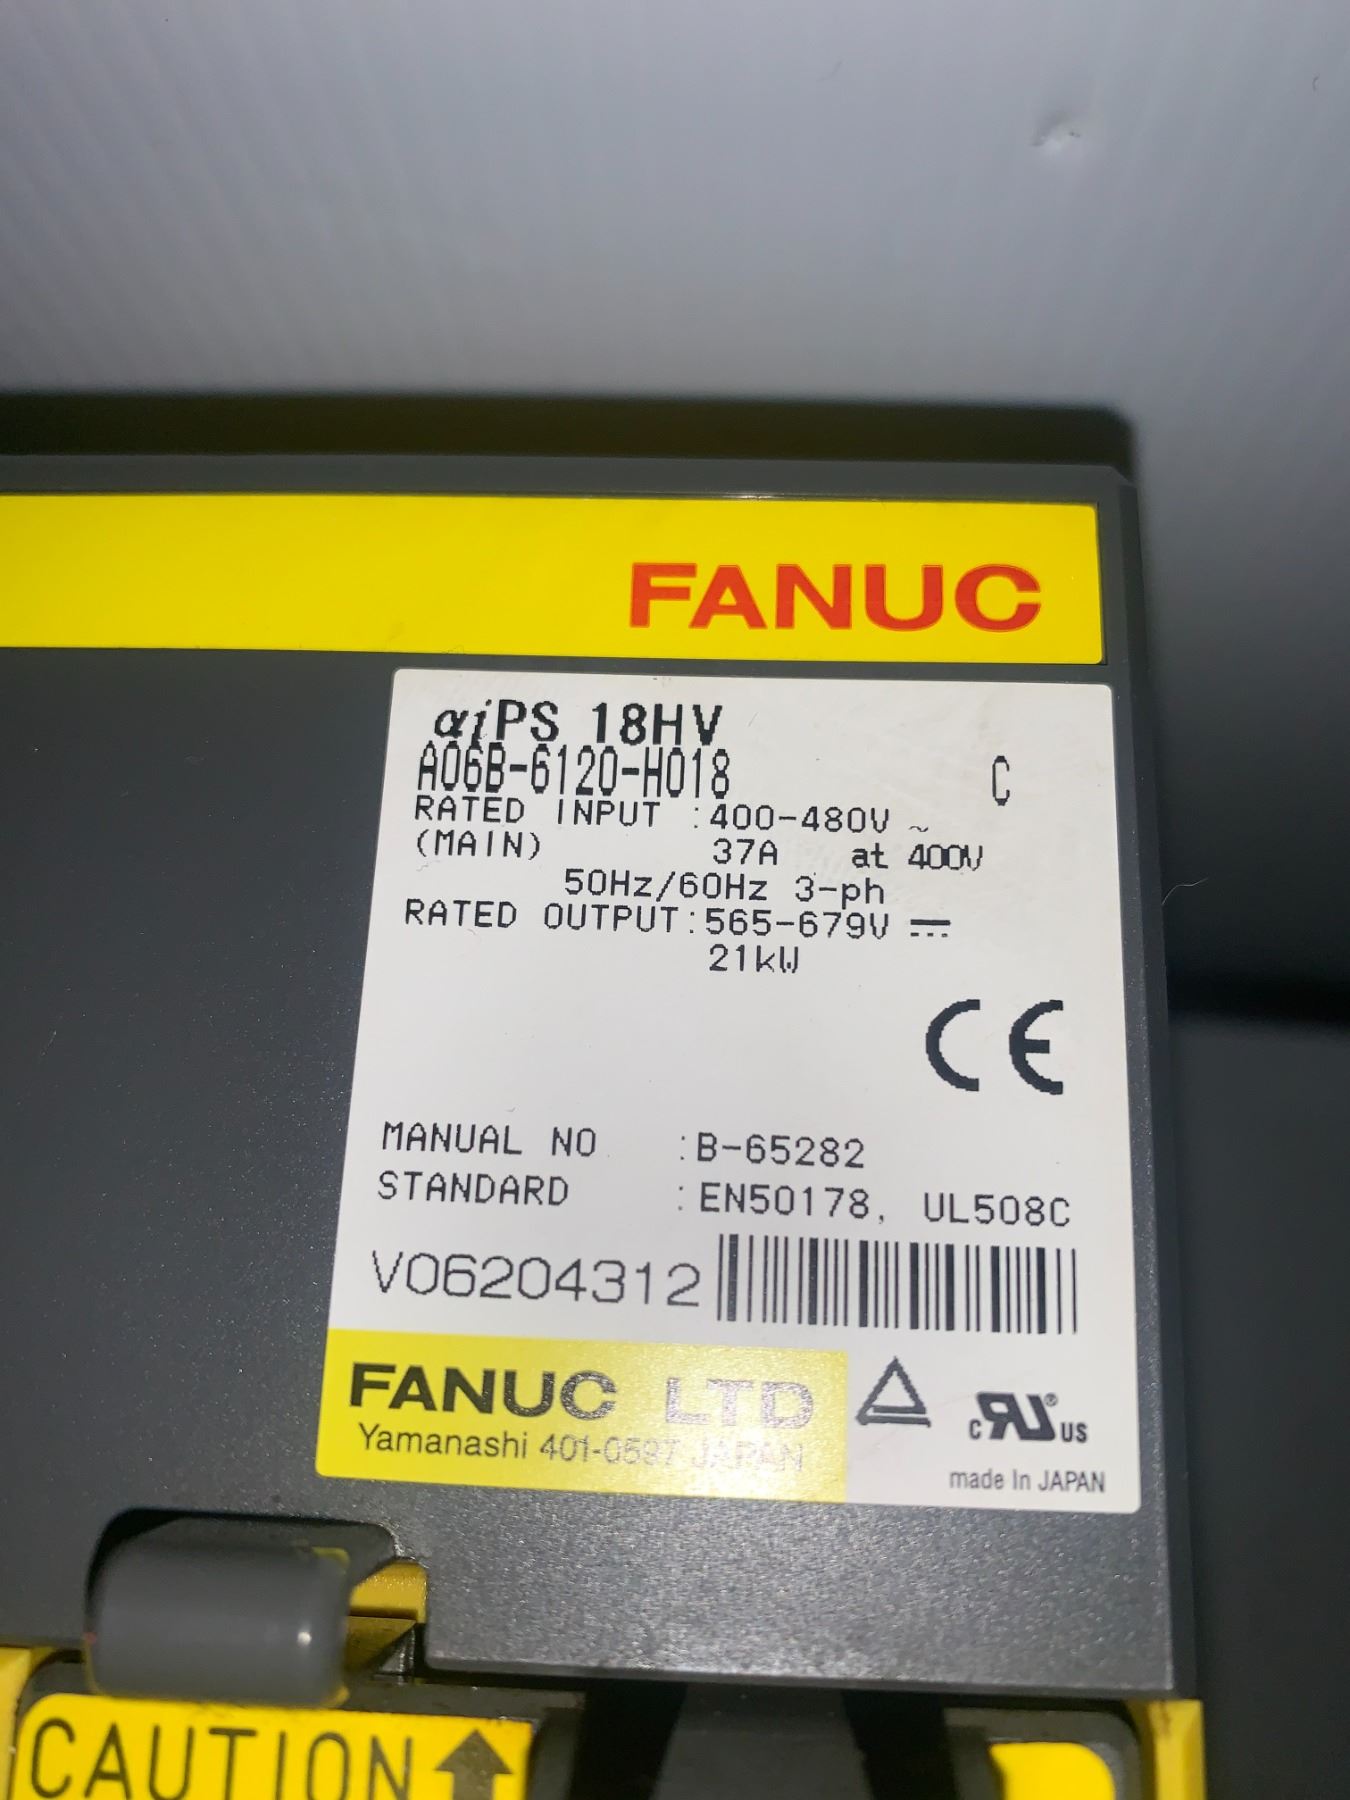 FANUC
αiPS 18HV
A06B-6120-H018 C
RATED INPUT :400-480V ~
(MAIN) 37A at 400V
50Hz/60Hz 3-ph
RATED OUTPUT:565-679V ⎓
21kW
CE
MANUAL NO :B-65282
STANDARD :EN50178, UL508C
V06204312
FANUC LTD
Yamanashi 401-0597 JAPAN
c RU ® US
made In JAPAN
CAUTION